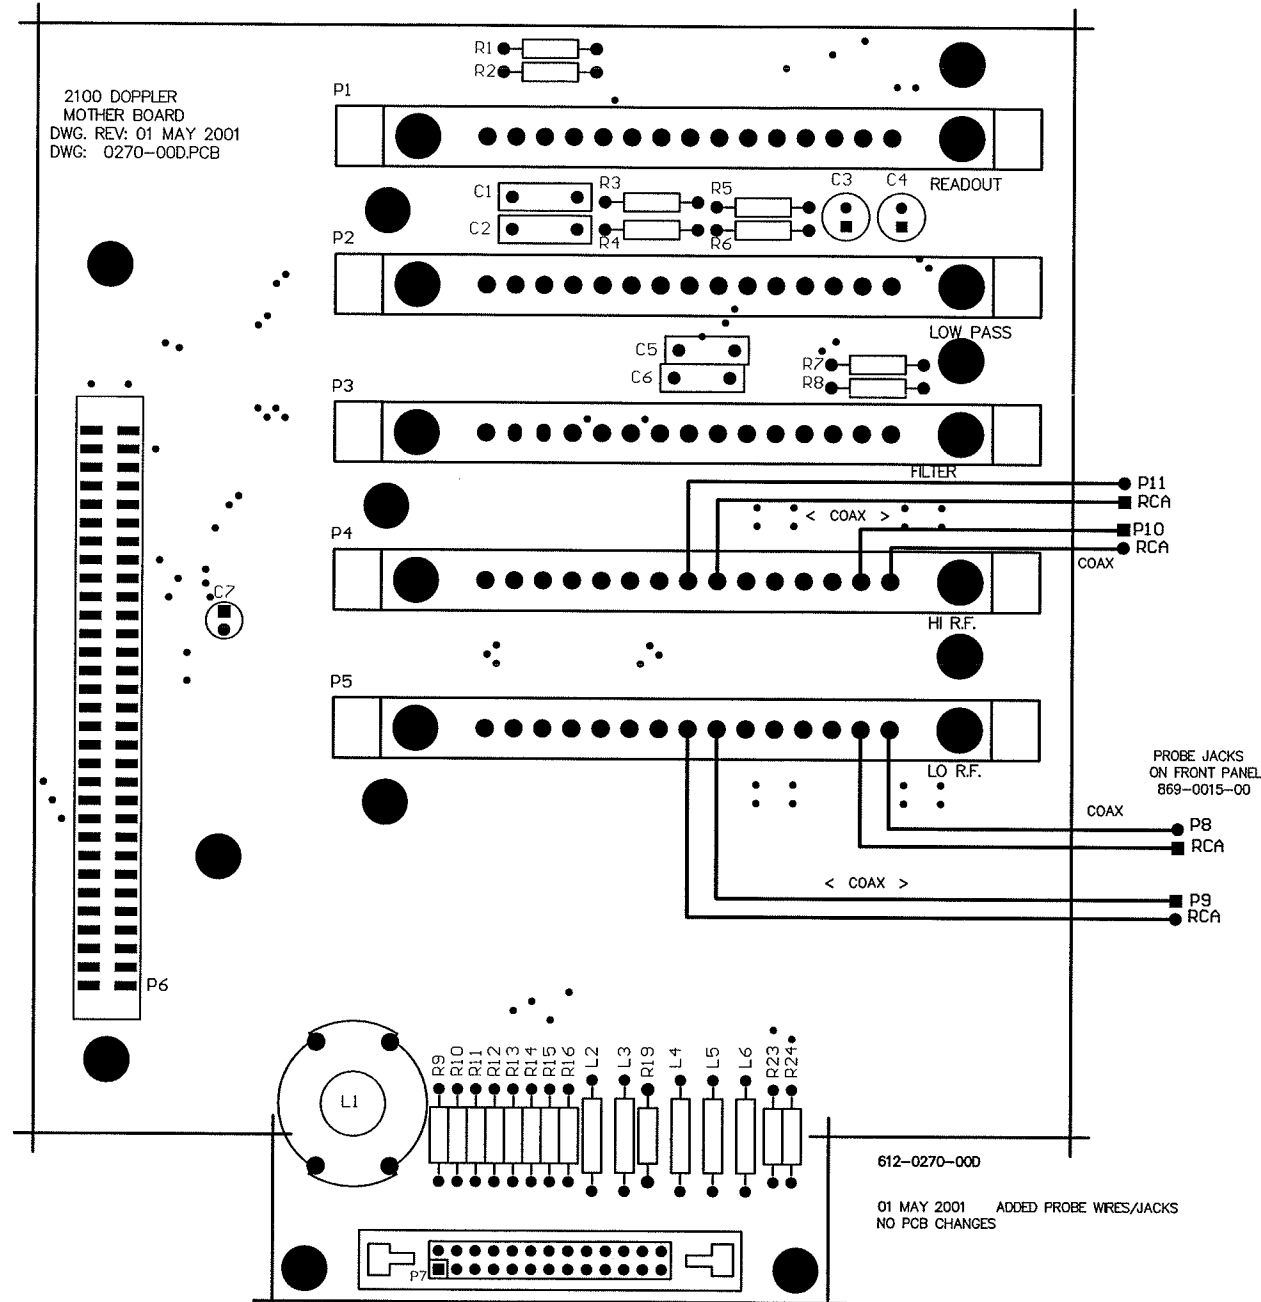 R1
R2
2100 DOPPLER
MOTHER BOARD
DWG. REV: 01 MAY 2001
DWG: 0270-00D.PCB
P1
READOUT
C1
C2
R3
R4
R5
R6
C3
C4
P2
LOW PASS
C5
C6
R7
R8
P3
FILTER
P11
RCA
< COAX >
P10
RCA
COAX
P4
HI R.F.
C7
P5
LO R.F.
PROBE JACKS
ON FRONT PANEL
869-0015-00
COAX
P8
RCA
< COAX >
P9
RCA
P6
L1
R9
R10
R11
R12
R13
R14
R15
R16
L2
L3
R19
L4
L5
L6
R23
R24
612-0270-00D
01 MAY 2001 ADDED PROBE WIRES/JACKS
NO PCB CHANGES
P7